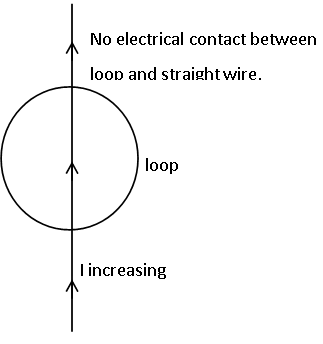 No electrical contact between
loop and straight wire.
loop
I increasing